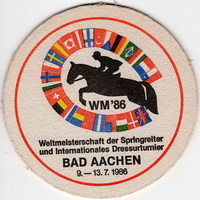 WM'86
Weltmeisterschaft der Springreiter
und Internationales Dressurturnier
BAD AACHEN
9.—13.7.1986